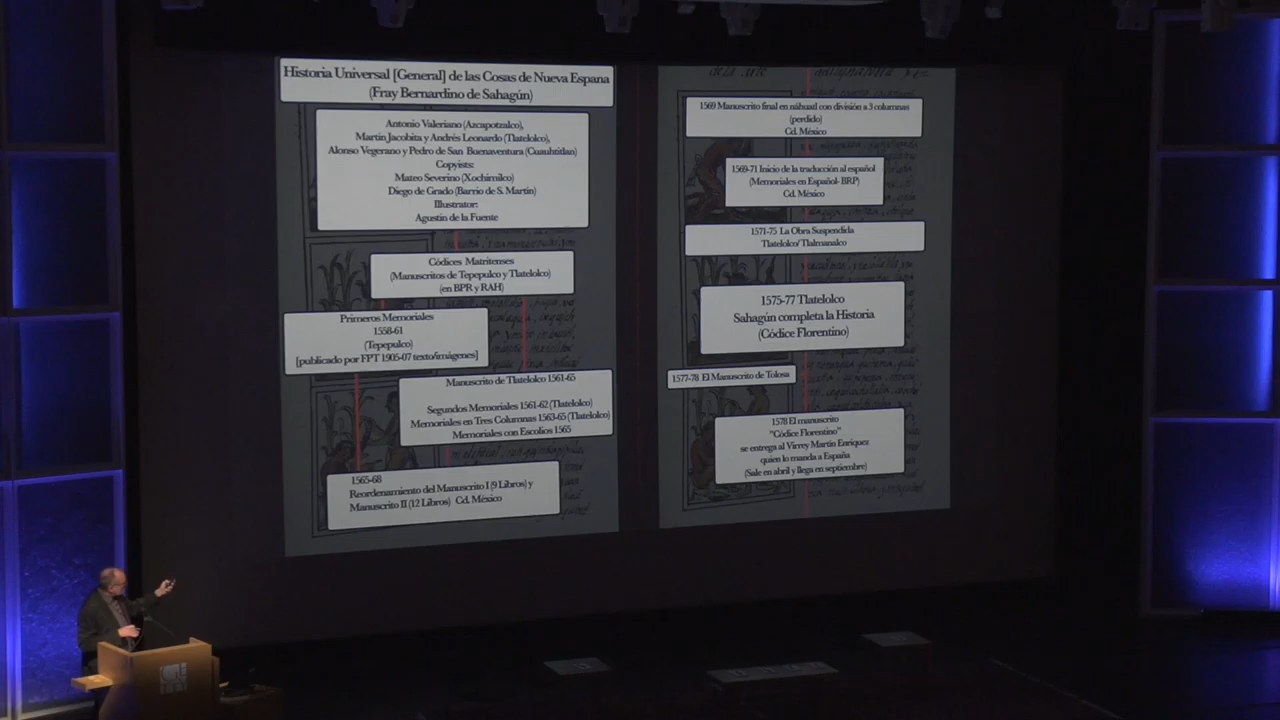 Historia Universal [General] de las Cosas de Nueva Espana
(Fray Bernardino de Sahagún)
Antonio Valeriano (Azcapotzalco),
Martin Jacobita y Andrés Leonardo (Tlatelolco),
Alonso Vegerano y Pedro de San Buenaventura (Cuauhtitlan)
Copyists:
Mateo Severino (Xochimilco)
Diego de Grado (Barrio de S. Martin)
Illustrator:
Agustin de la Fuente
Códices Matritenses
(Manuscritos de Tepepulco y Tlatelolco)
(en BPR y RAH)
Primeros Memoriales
1558-61
(Tepepulco)
[publicado por FPT 1905-07 texto/imágenes]
Manuscrito de Tlatelolco 1561-65
Segundos Memoriales 1561-62 (Tlatelolco)
Memoriales en Tres Columnas 1563-65 (Tlatelolco)
Memoriales con Escolios 1565
1565-68
Reordenamiento del Manuscrito I (9 Libros) y
Manuscrito II (12 Libros) Cd. México
de la Arte
1569 Manuscrito final en náhuatl con división a 3 columnas
(perdido)
Cd. México
1569-71 Inicio de la traducción al español
(Memoriales en Español- BRP)
Cd. México
1571-75 La Obra Suspendida
Tlatelolco/ Tlalmanalco
1575-77 Tlatelolco
Sahagún completa la Historia
(Códice Florentino)
1577-78 El Manuscrito de Tolosa
1578 El manuscrito
"Códice Florentino"
se entrega al Virrey Martin Enriquez
quien lo manda a España
(Sale en abril y llega en septiembre)